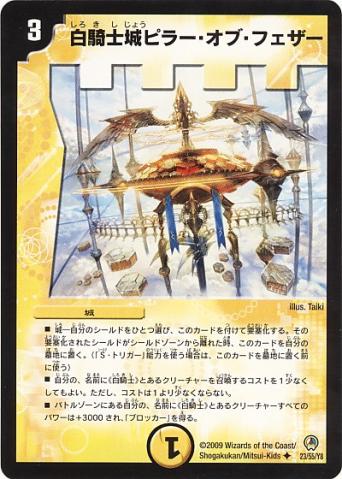 3
しろきしじょう
白騎士城ピラー・オブ・フェザー
illus. Taiki
城
■ 城—自分のシールドをひとつ選び、このカードを付けて要塞化する。その
要塞化されたシールドがシールドゾーンから離れた時、このカードを自分の
墓地に置く。(「S・トリガー」能力を使う場合は、このカードを墓地に置く前に
使う)
■ 自分の、名前に《白騎士》とあるクリーチャーを召喚するコストを1少なく
してもよい。ただし、コストは1より少なくならない。
■ バトルゾーンにある自分の、名前に《白騎士》とあるクリーチャーすべての
パワーは+3000され、「ブロッカー」を得る。
1
©2009 Wizards of the Coast/
Shogakukan/Mitsui-Kids
23/55/Y8